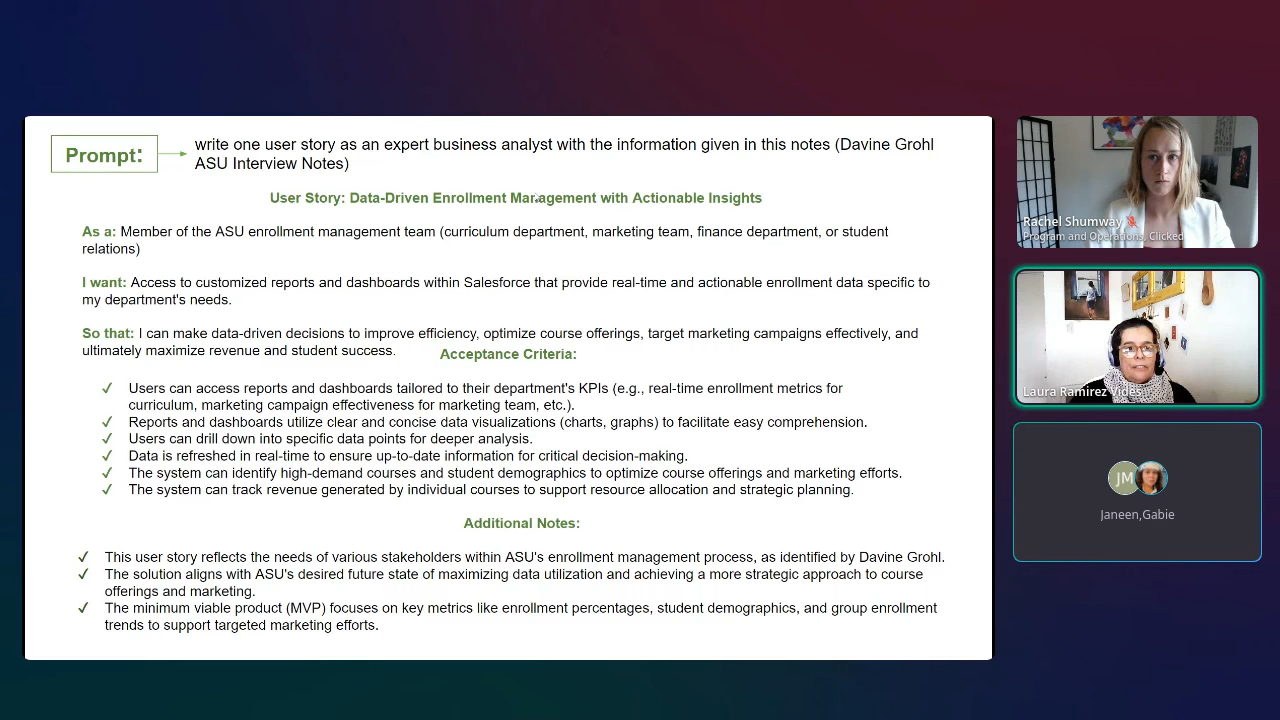 Prompt:
write one user story as an expert business analyst with the information given in this notes (Davine Grohl
ASU Interview Notes)
User Story: Data-Driven Enrollment Management with Actionable Insights
As a: Member of the ASU enrollment management team (curriculum department, marketing team, finance department, or student
relations)
I want: Access to customized reports and dashboards within Salesforce that provide real-time and actionable enrollment data specific to
my department's needs.
So that: I can make data-driven decisions to improve efficiency, optimize course offerings, target marketing campaigns effectively, and
ultimately maximize revenue and student success.
Acceptance Criteria:
✓ Users can access reports and dashboards tailored to their department's KPIs (e.g., real-time enrollment metrics for
curriculum, marketing campaign effectiveness for marketing team, etc.).
✓ Reports and dashboards utilize clear and concise data visualizations (charts, graphs) to facilitate easy comprehension.
✓ Users can drill down into specific data points for deeper analysis.
✓ Data is refreshed in real-time to ensure up-to-date information for critical decision-making.
✓ The system can identify high-demand courses and student demographics to optimize course offerings and marketing efforts.
✓ The system can track revenue generated by individual courses to support resource allocation and strategic planning.
Additional Notes:
✓ This user story reflects the needs of various stakeholders within ASU's enrollment management process, as identified by Davine Grohl.
✓ The solution aligns with ASU's desired future state of maximizing data utilization and achieving a more strategic approach to course
offerings and marketing.
✓ The minimum viable product (MVP) focuses on key metrics like enrollment percentages, student demographics, and group enrollment
trends to support targeted marketing efforts.
Rachel Shumway
Program and Operations, Clicked
Laura Ramirez Vides
JM
Janeen,Gabie